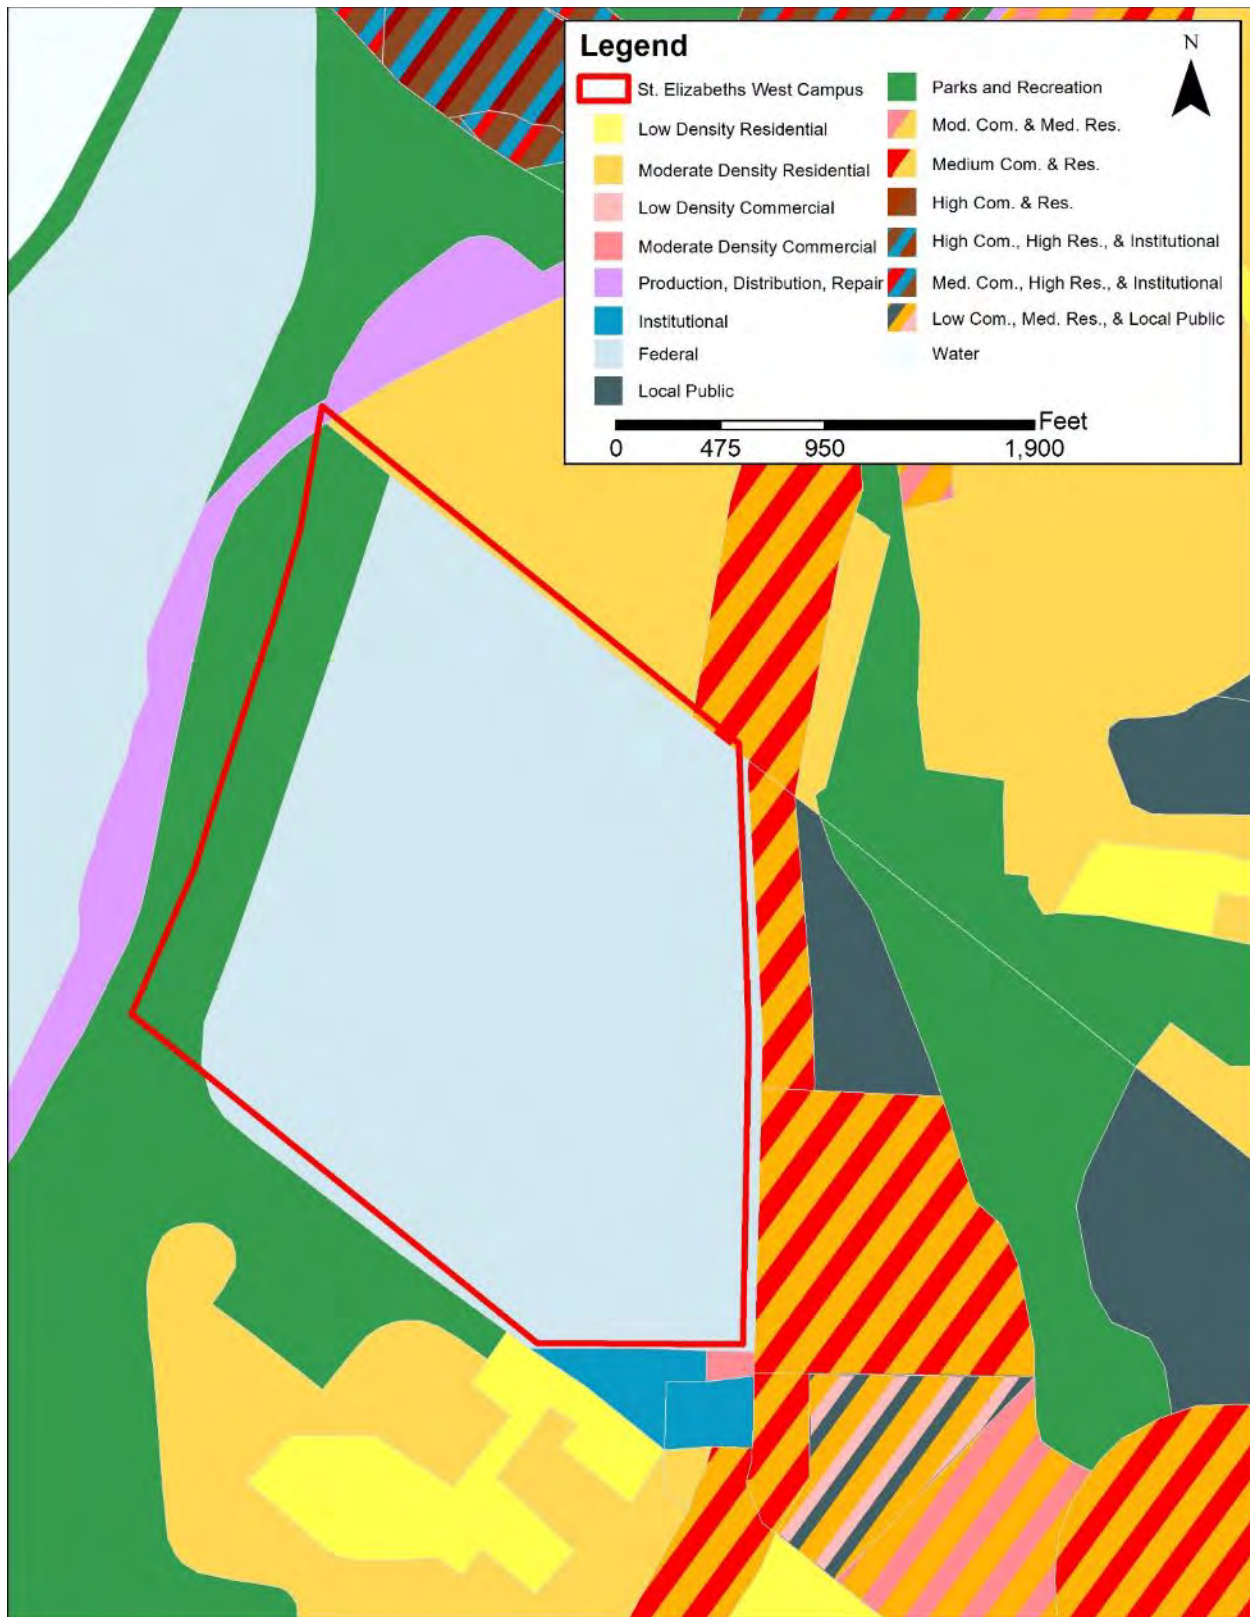 Legend
N
St. Elizabeths West Campus
Low Density Residential
Moderate Density Residential
Low Density Commercial
Moderate Density Commercial
Production, Distribution, Repair
Institutional
Federal
Local Public
Parks and Recreation
Mod. Com. & Med. Res.
Medium Com. & Res.
High Com. & Res.
High Com., High Res., & Institutional
Med. Com., High Res., & Institutional
Low Com., Med. Res., & Local Public
Water
Feet
0 475 950 1,900